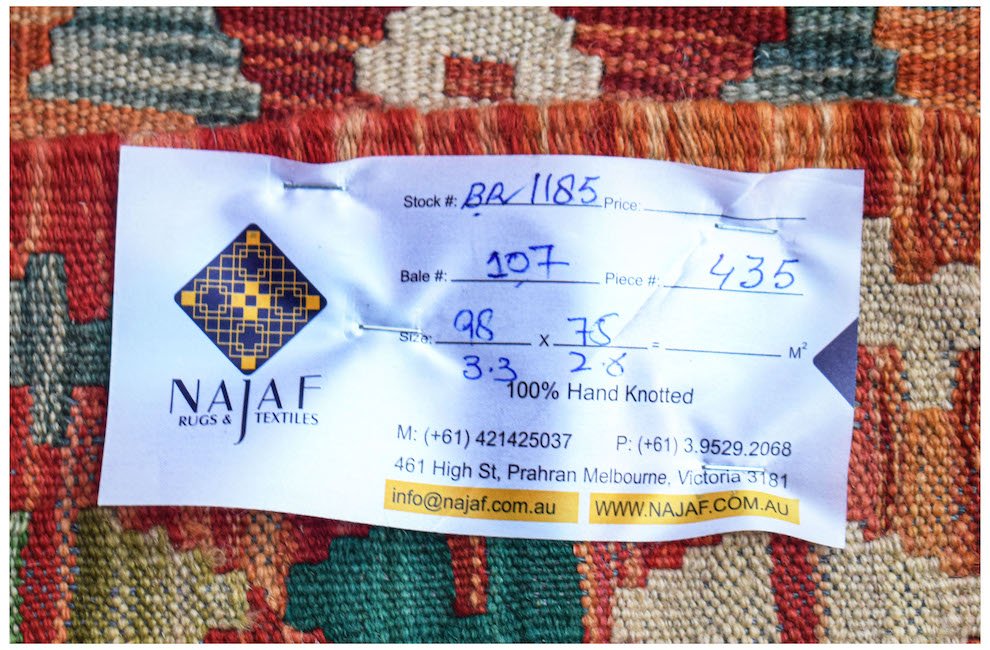 Stock #: BR 1185 Price:
Bale #: 107 Piece #: 435
Size: 98 x 75 = M²
3.3 2.6
100% Hand Knotted
NAJAF
RUGS & TEXTILES
M: (+61) 421425037 P: (+61) 3.9529.2068
461 High St, Prahran Melbourne, Victoria 3181
info@najaf.com.au WWW.NAJAF.COM.AU